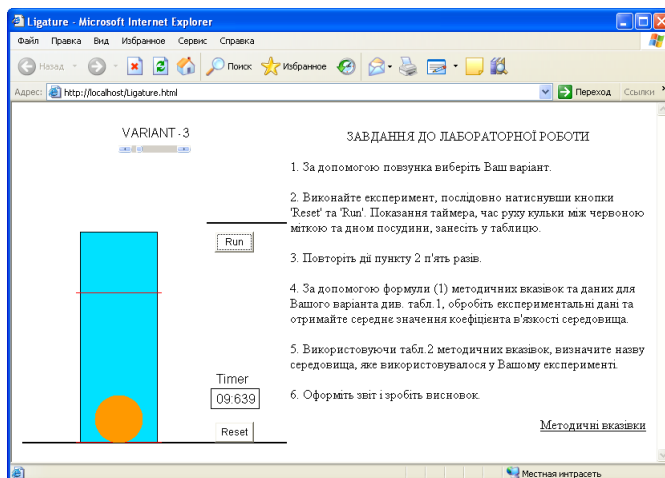 Ligature - Microsoft Internet Explorer
Файл Правка Вид Избранное Сервис Справка
Назад Поиск Избранное
Адрес: http://localhost/Ligature.html Переход Ссылки
VARIANT - 3
ЗАВДАННЯ ДО ЛАБОРАТОРНОЇ РОБОТИ
1. За допомогою повзунка виберіть Ваш варіант.
2. Виконайте експеримент, послідовно натиснувши кнопки
'Reset' та 'Run'. Показання таймера, час руху кульки між червоною
міткою та дном посудини, занесіть у таблицю.
Run
3. Повторіть дії пункту 2 п'ять разів.
4. За допомогою формули (1) методичних вказівок та даних для
Вашого варіанта див. табл.1, обробіть експериментальні дані та
отримайте середнє значення коефіцієнта в'язкості середовища.
5. Використовуючи табл.2 методичних вказівок, визначите назву
середовища, яке використовувалося у Вашому експерименті.
Timer
09:639
6. Оформіть звіт і зробіть висновок.
Reset
Методичні вказівки
Местная интрасеть